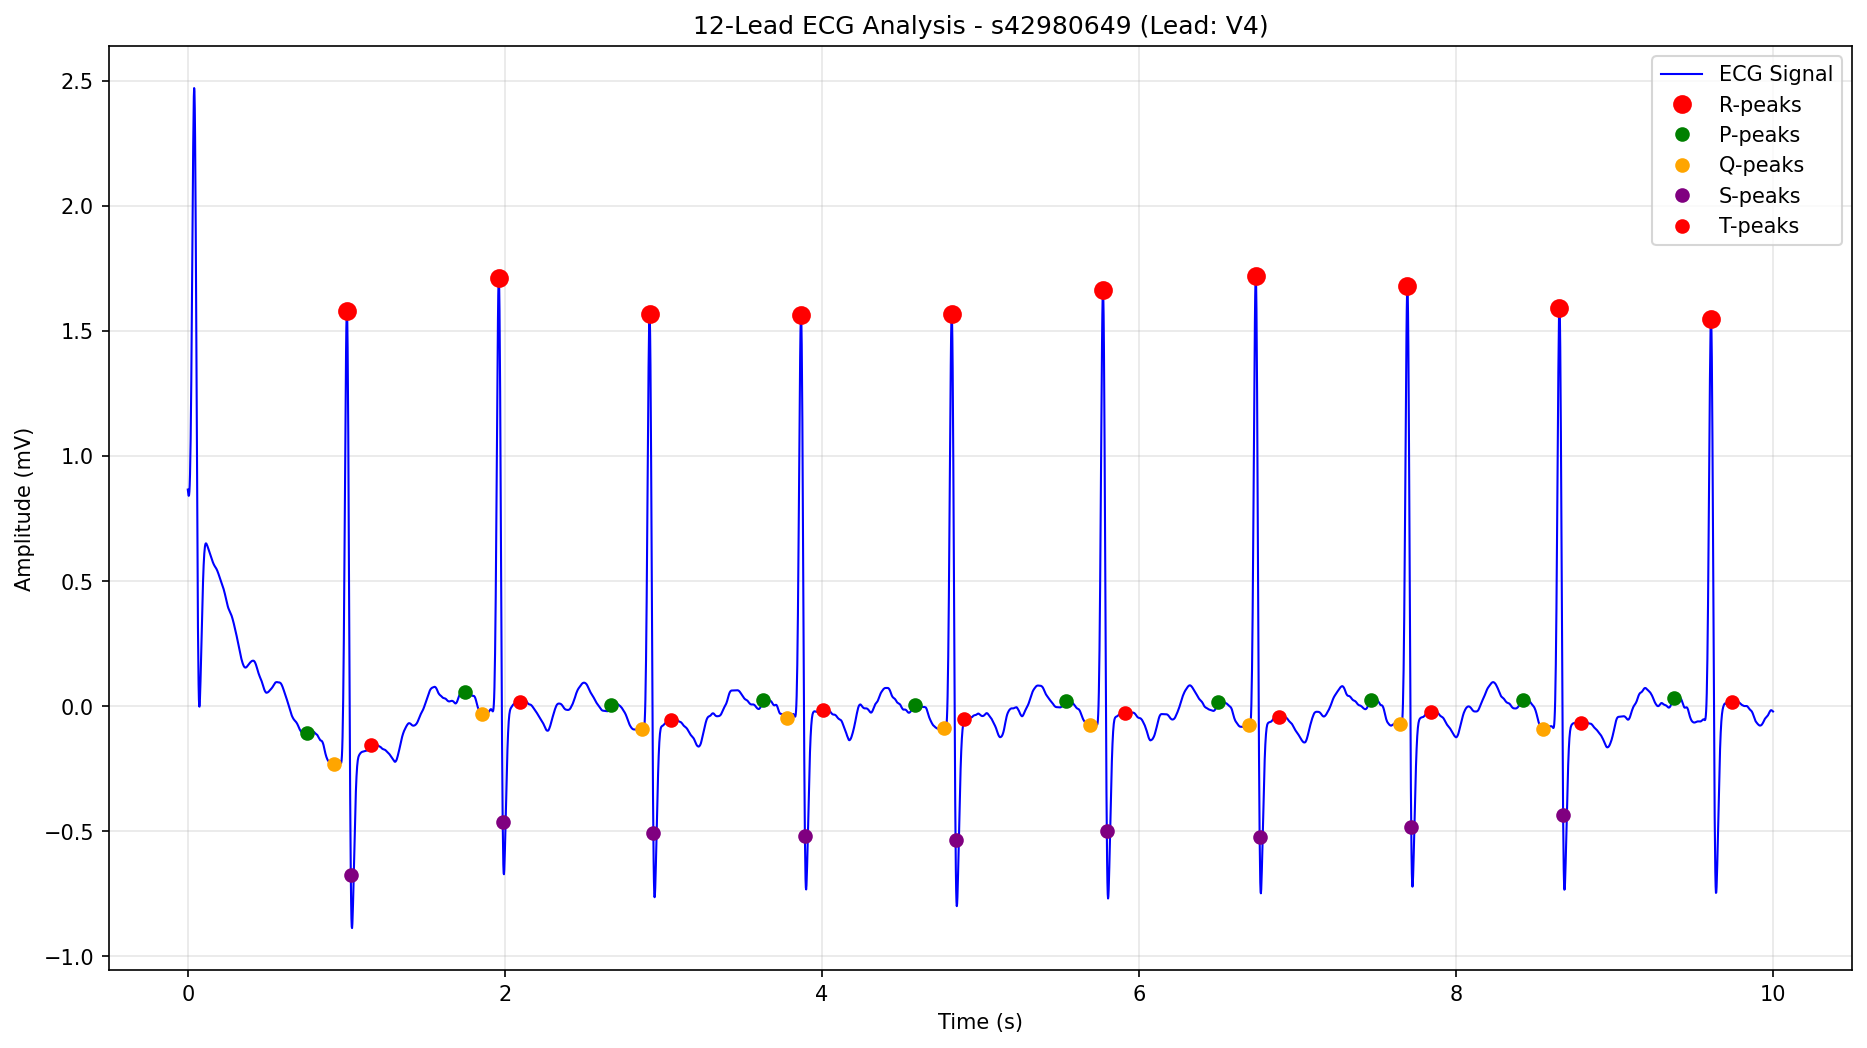 12-Lead ECG Analysis - s42980649 (Lead: V4)
ECG Signal
R-peaks
P-peaks
Q-peaks
S-peaks
T-peaks
Amplitude (mV)
2.5
2.0
1.5
1.0
0.5
0.0
−0.5
−1.0
0 2 4 6 8 10
Time (s)